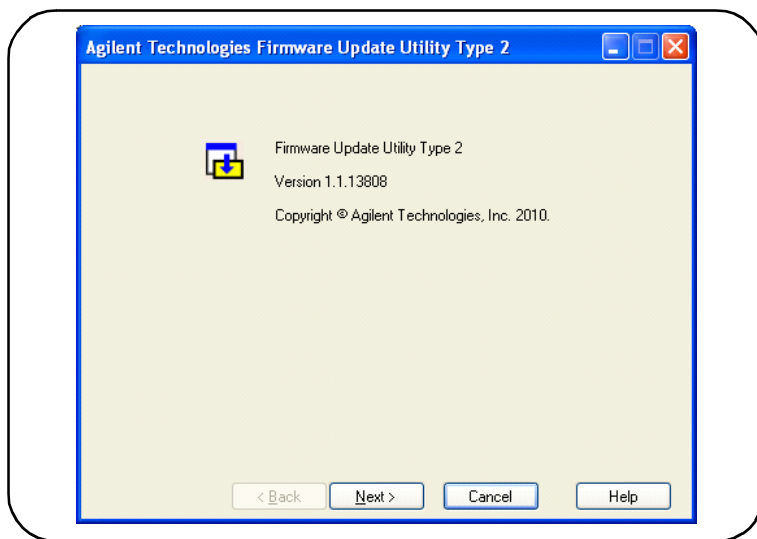 Agilent Technologies Firmware Update Utility Type 2
Firmware Update Utility Type 2
Version 1.1.13808
Copyright © Agilent Technologies, Inc. 2010.
< Back Next > Cancel Help